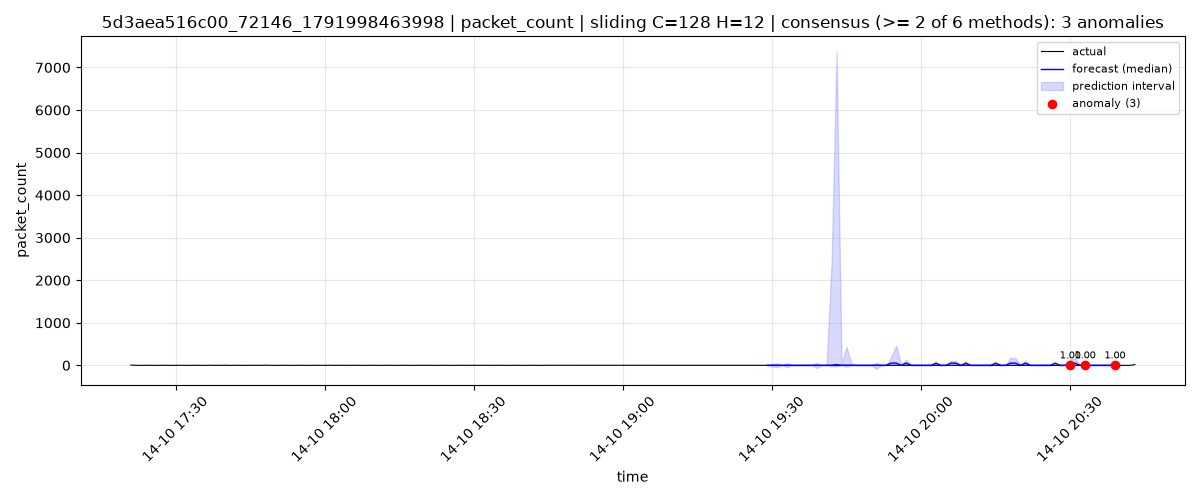 5d3aea516c00_72146_1791998463998 | packet_count | sliding C=128 H=12 | consensus (>= 2 of 6 methods): 3 anomalies
packet_count
7000
6000
5000
4000
3000
2000
1000
0
actual
forecast (median)
prediction interval
anomaly (3)
1.00
1.00
1.00
14-10 17:30
14-10 18:00
14-10 18:30
14-10 19:00
14-10 19:30
14-10 20:00
14-10 20:30
time